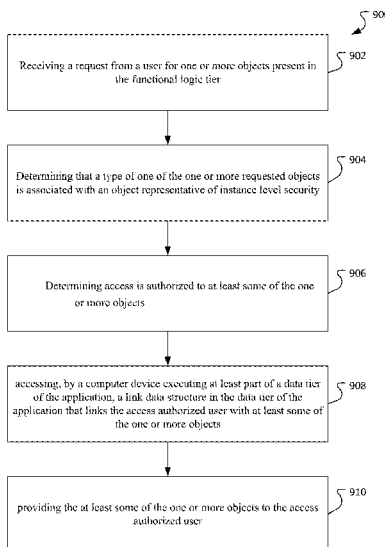 90
Receiving a request from a user for one or more objects present in
the functional logic tier
902
Determining that a type of one of the one or more requested objects
is associated with an object representative of instance level security
904
Determining access is authorized to at least some of the one
or more objects
906
accessing, by a computer device executing at least part of a data tier
of the application, a link data structure in the data tier of the
application that links the access authorized user with at least some of
the one or more objects
908
providing the at least some of the one or more objects to the access
authorized user
910